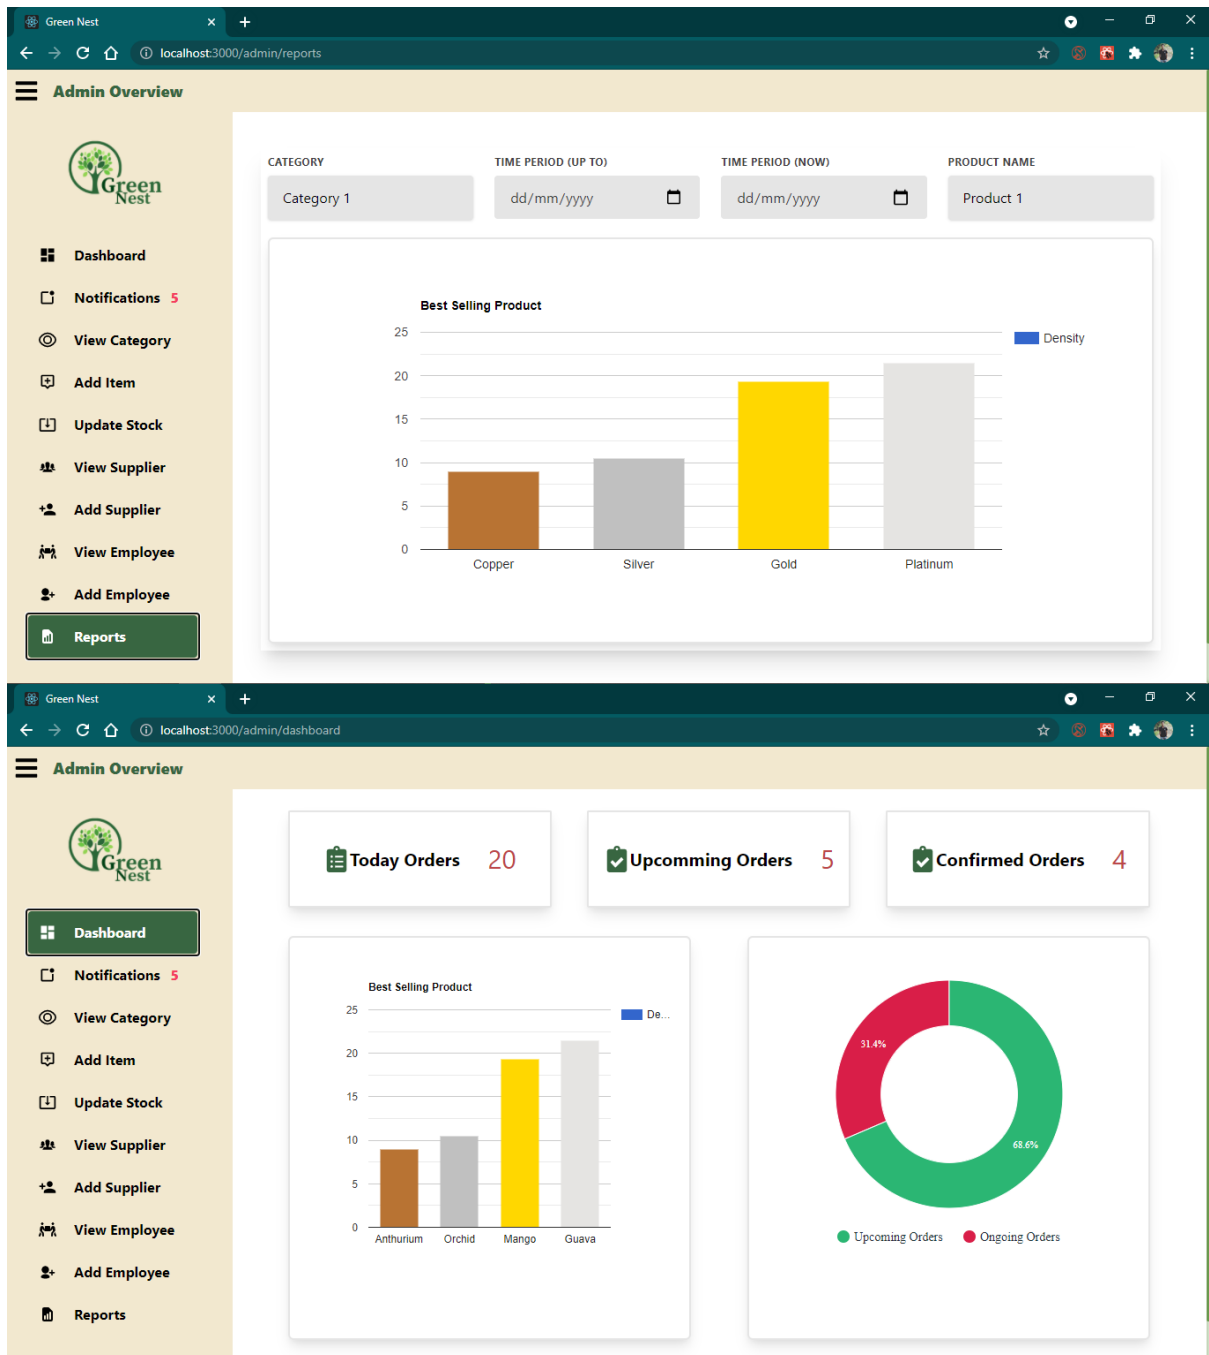 Green Nest
localhost:3000/admin/reports
Admin Overview
Green
Nest
Dashboard
Notifications 5
View Category
Add Item
Update Stock
View Supplier
Add Supplier
View Employee
Add Employee
Reports
CATEGORY TIME PERIOD (UP TO) TIME PERIOD (NOW) PRODUCT NAME
Category 1 dd/mm/yyyy dd/mm/yyyy Product 1
Best Selling Product
25
20
15
10
5
0
Density
Copper Silver Gold Platinum
Green Nest
localhost:3000/admin/dashboard
Admin Overview
Green
Nest
Dashboard
Notifications 5
View Category
Add Item
Update Stock
View Supplier
Add Supplier
View Employee
Add Employee
Reports
Today Orders 20 Upcomming Orders 5 Confirmed Orders 4
Best Selling Product
25
20
15
10
5
0
De...
Anthurium Orchid Mango Guava
31.4%
68.6%
Upcoming Orders Ongoing Orders